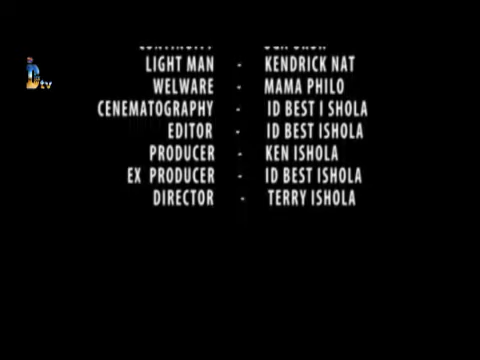 Dtv
LIGHT MAN - KENDRICK NAT
WELWARE - MAMA PHILO
CENEMATOGRAPHY - ID BEST I SHOLA
EDITOR - ID BEST ISHOLA
PRODUCER - KEN ISHOLA
EX PRODUCER - ID BEST ISHOLA
DIRECTOR - TERRY ISHOLA